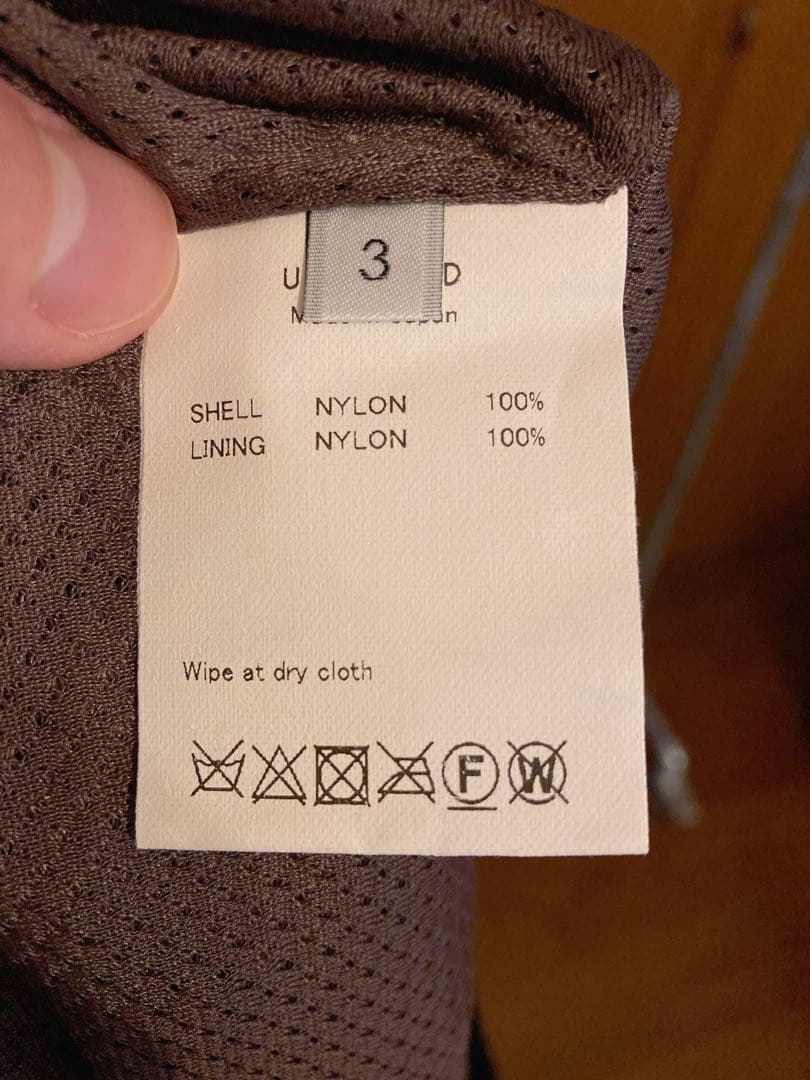 3
SHELL NYLON 100%
LINING NYLON 100%
Wipe at dry cloth
F W